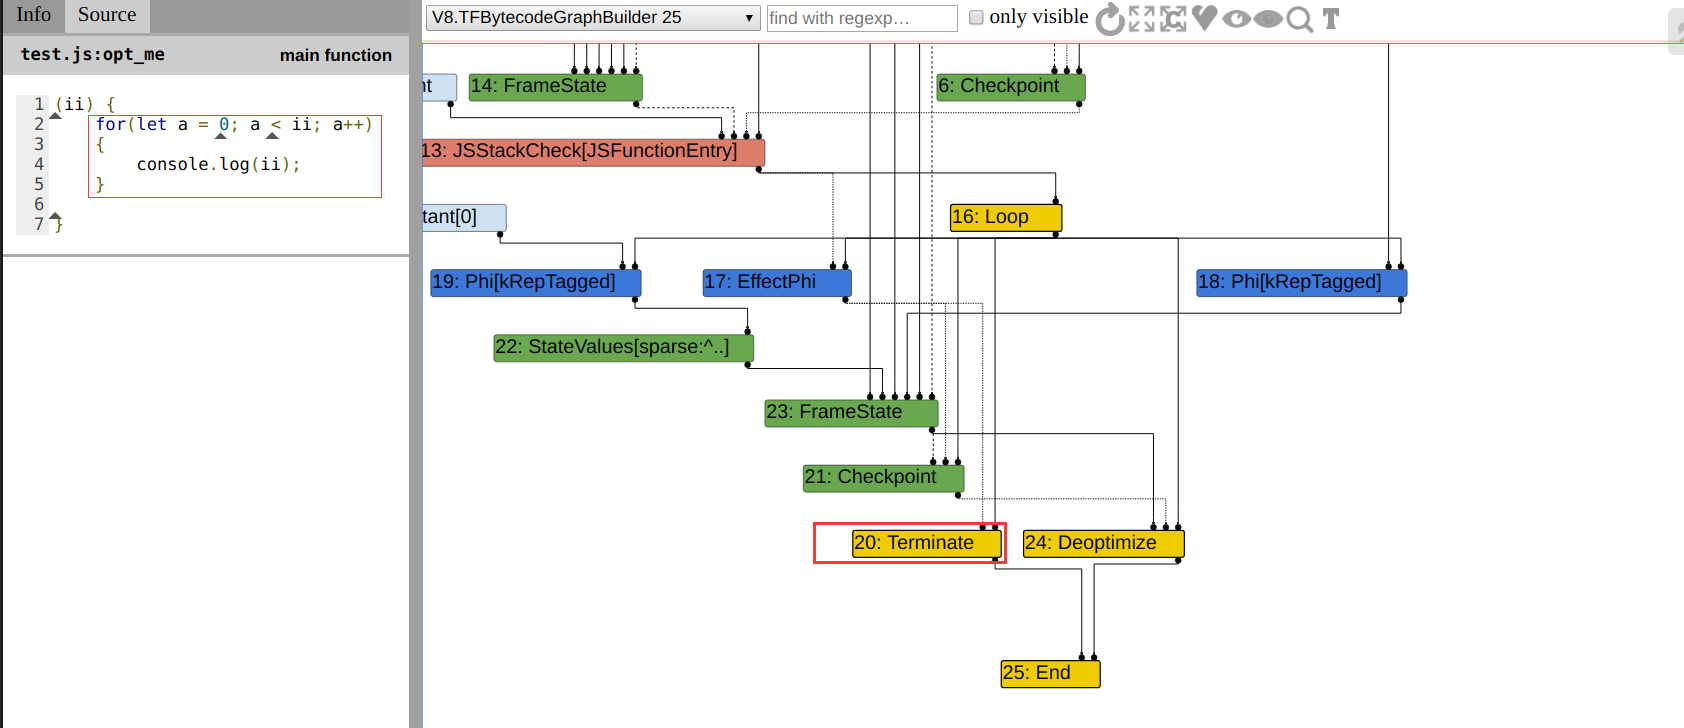 Info Source
V8.TFBytecodeGraphBuilder 25
find with regexp...
only visible
T
test.js:opt_me main function
1 (ii) {
2 for(let a = 0; a < ii; a++)
3 {
4 console.log(ii);
5 }
6
7 }
nt
14: FrameState
6: Checkpoint
13: JSStackCheck[JSFunctionEntry]
tant[0]
16: Loop
19: Phi[kRepTagged]
17: EffectPhi
18: Phi[kRepTagged]
22: StateValues[sparse:^..]
23: FrameState
21: Checkpoint
20: Terminate
24: Deoptimize
25: End